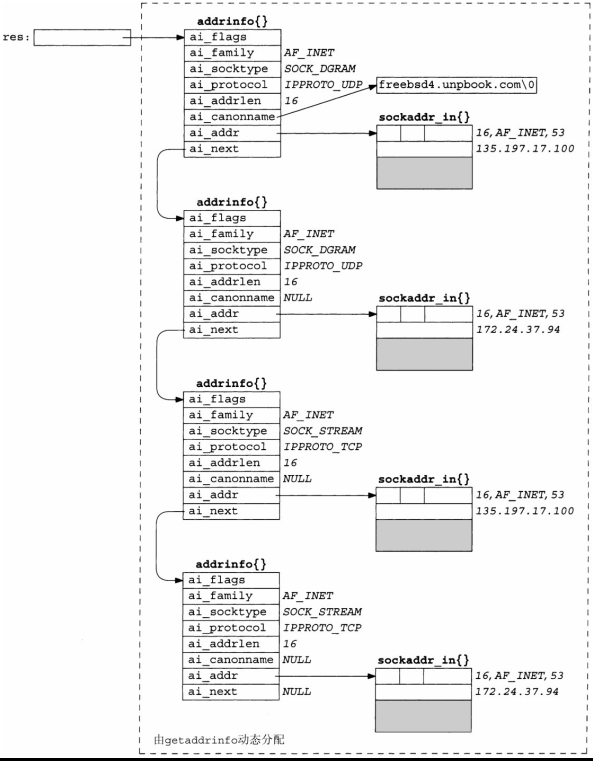 addrinfo{}
res:
ai_flags
ai_family AF_INET
ai_socktype SOCK_DGRAM
ai_protocol IPPROTO_UDP
freebsd4.unpbook.com\0
ai_addrlen 16
ai_canonname
sockaddr_in{}
ai_addr
16,AF_INET,53
ai_next
135.197.17.100
addrinfo{}
ai_flags
ai_family AF_INET
ai_socktype SOCK_DGRAM
ai_protocol IPPROTO_UDP
ai_addrlen 16
ai_canonname NULL
sockaddr_in{}
ai_addr
16,AF_INET,53
ai_next
172.24.37.94
addrinfo{}
ai_flags
ai_family AF_INET
ai_socktype SOCK_STREAM
ai_protocol IPPROTO_TCP
ai_addrlen 16
ai_canonname NULL
sockaddr_in{}
ai_addr
16,AF_INET,53
ai_next
135.197.17.100
addrinfo{}
ai_flags
ai_family AF_INET
ai_socktype SOCK_STREAM
ai_protocol IPPROTO_TCP
ai_addrlen 16
ai_canonname NULL
sockaddr_in{}
ai_addr
16,AF_INET,53
ai_next NULL
172.24.37.94
由getaddrinfo动态分配